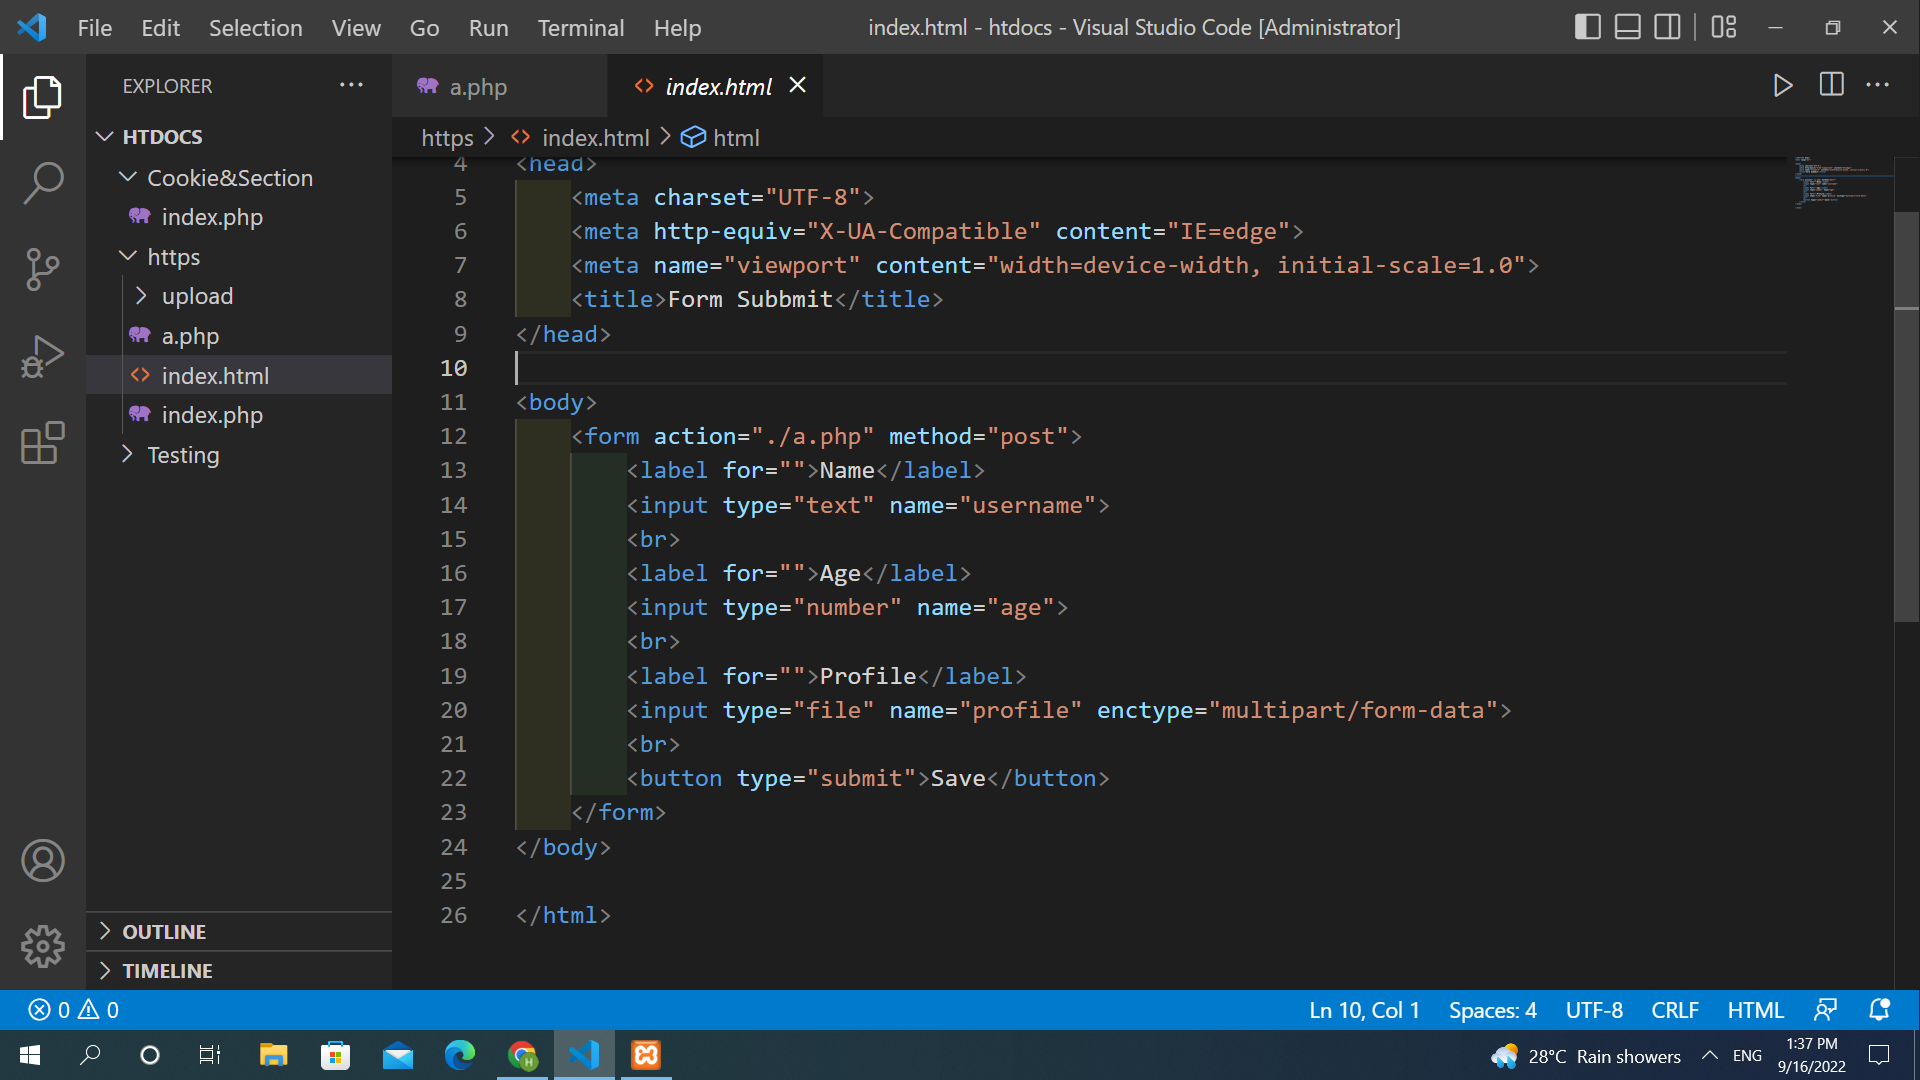 File Edit Selection View Go Run Terminal Help
index.html - htdocs - Visual Studio Code [Administrator]
EXPLORER
HTDOCS
Cookie&Section
index.php
https
upload
a.php
index.html
index.php
Testing
OUTLINE
TIMELINE
a.php
index.html
https > index.html > html
4 <head>
5 <meta charset="UTF-8">
6 <meta http-equiv="X-UA-Compatible" content="IE=edge">
7 <meta name="viewport" content="width=device-width, initial-scale=1.0">
8 <title>Form Subbmit</title>
9 </head>
10
11 <body>
12 <form action="./a.php" method="post">
13 <label for="">Name</label>
14 <input type="text" name="username">
15 <br>
16 <label for="">Age</label>
17 <input type="number" name="age">
18 <br>
19 <label for="">Profile</label>
20 <input type="file" name="profile" enctype="multipart/form-data">
21 <br>
22 <button type="submit">Save</button>
23 </form>
24 </body>
25
26 </html>
0 0
Ln 10, Col 1 Spaces: 4 UTF-8 CRLF HTML
H
28°C Rain showers
ENG
1:37 PM
9/16/2022